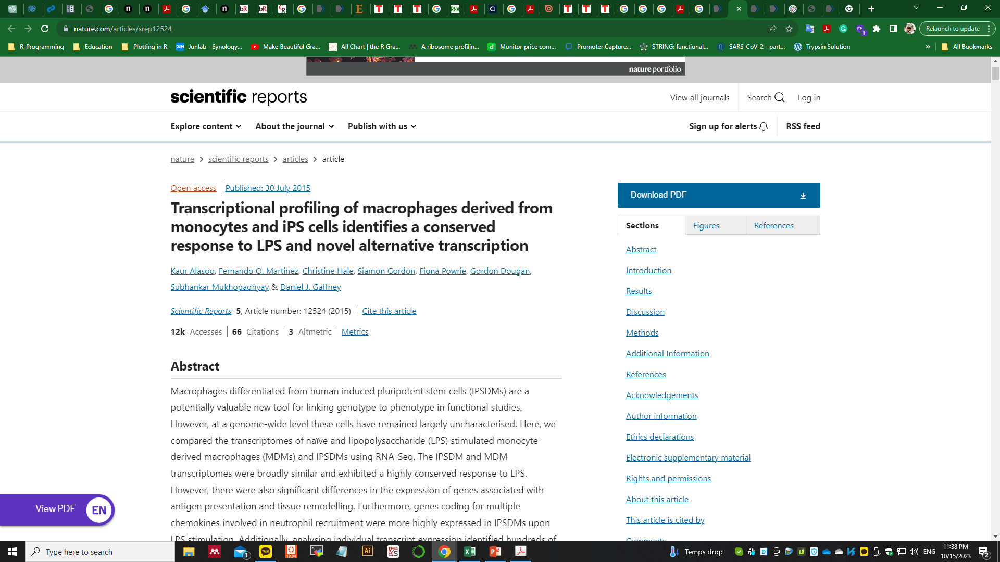 nature.com/articles/srep12524
Relaunch to update
R-Programming
Education
Plotting in R
Junlab - Synology...
Make Beautiful Gra...
All Chart | the R Gra...
A ribosome profilin...
Monitor price com...
Promoter Capture...
STRING: functional...
SARS-CoV-2 - part...
Trypsin Solution
»
All Bookmarks
natureportfolio
scientific reports
View all journals
Search
Log in
Explore content
About the journal
Publish with us
Sign up for alerts
RSS feed
nature > scientific reports > articles > article
Open access | Published: 30 July 2015
Transcriptional profiling of macrophages derived from
monocytes and iPS cells identifies a conserved
response to LPS and novel alternative transcription
Kaur Alasoo, Fernando O. Martinez, Christine Hale, Siamon Gordon, Fiona Powrie, Gordon Dougan,
Subhankar Mukhopadhyay & Daniel J. Gaffney
Scientific Reports 5, Article number: 12524 (2015) | Cite this article
12k Accesses | 66 Citations | 3 Altmetric | Metrics
Abstract
Macrophages differentiated from human induced pluripotent stem cells (IPSDMs) are a
potentially valuable new tool for linking genotype to phenotype in functional studies.
However, at a genome-wide level these cells have remained largely uncharacterised. Here, we
compared the transcriptomes of naïve and lipopolysaccharide (LPS) stimulated monocyte-
derived macrophages (MDMs) and IPSDMs using RNA-Seq. The IPSDM and MDM
transcriptomes were broadly similar and exhibited a highly conserved response to LPS.
However, there were also significant differences in the expression of genes associated with
antigen presentation and tissue remodelling. Furthermore, genes coding for multiple
chemokines involved in neutrophil recruitment were more highly expressed in IPSDMs upon
LPS stimulation. Additionally, analysing individual transcript expression identified hundreds of
Download PDF
Sections
Figures
References
Abstract
Introduction
Results
Discussion
Methods
Additional Information
References
Acknowledgements
Author information
Ethics declarations
Electronic supplementary material
Rights and permissions
About this article
This article is cited by
Comments
View PDF EN
Type here to search
Temps drop
ENG
11:38 PM
10/15/2023
2